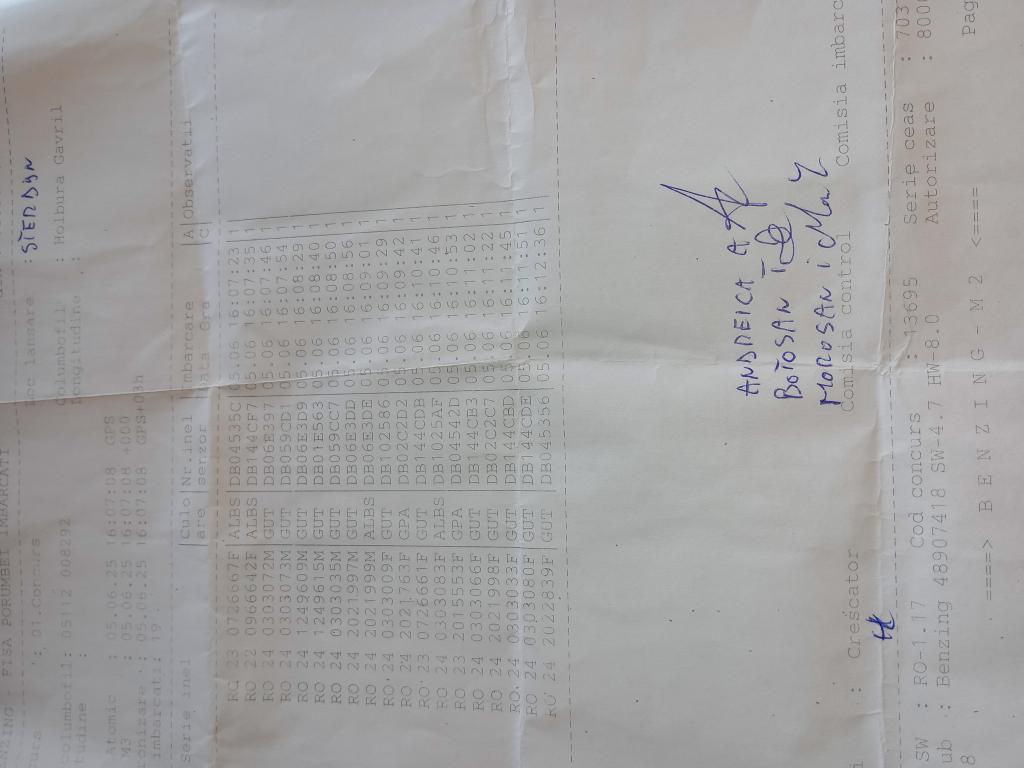 FISA PORUMBEI IMBARCATI
: 01.Concurs lansare : STERDYN
columbofil: 05112 008292 Columbofil : Holbura Gavril
tudine : Longitudine :
Atomic : 05.06.25 16:07:08 GPS
M3 : 05.06.25 16:07:08 +000
ronizare : 05.06.25 16:07:08 GPS+03h
imbarcati: 19
Serie inel Culo Nr.inel Imbarcare A Observatii
are senzor Data Ora C
RO 23 0726667F ALBS DB04535C 05.06 16:07:23 1
RO 22 0966642F ALBS DB144CF7 05.06 16:07:35 1
RO 24 0303072M GUT DB06E397 05.06 16:07:46 1
RO 24 0303073M GUT DB059CD1 05.06 16:07:54 1
RO 24 1249609M GUT DB06E3D9 05.06 16:08:29 1
RO 24 1249615M GUT DB01E563 05.06 16:08:40 1
RO 24 0303035M GUT DB059CC7 05.06 16:08:50 1
RO 24 2021997M GUT DB06E3DD 05.06 16:08:56 1
RO 24 2021999M ALBS DB06E3DE 05.06 16:09:01 1
RO 24 0303009F GUT DB102586 05.06 16:09:29 1
RO 24 2021763F GPA DB02C2D2 05.06 16:09:42 1
RO 23 0726661F GUT DB144CDB 05.06 16:10:41 1
RO 24 0303083F ALBS DB1025AF 05.06 16:10:46 1
RO 23 2015553F GPA DB04542D 05.06 16:10:53 1
RO 24 0303066F GUT DB144CB3 05.06 16:11:02 1
RO 24 2021998F GUT DB02C2C7 05.06 16:11:22 1
RO 24 0303039F GUT DB144CBD 05.06 16:11:45 1
RO 24 0303080F GUT DB144CDE 05.06 16:11:51 1
RO 24 2022839F GUT DB045356 05.06 16:12:36 1
ANDREICA A
BOTOSAN I
MOROSAN I
: Crescator Comisia control Comisia imbarc
SW : RO-1.17 Cod concurs : 13695 Serie ceas : 703
ub : Benzing 48907418 SW-4.7 HW-8.0 Autorizare : 800
8 ====> B E N Z I N G - M 2 <==== Pag